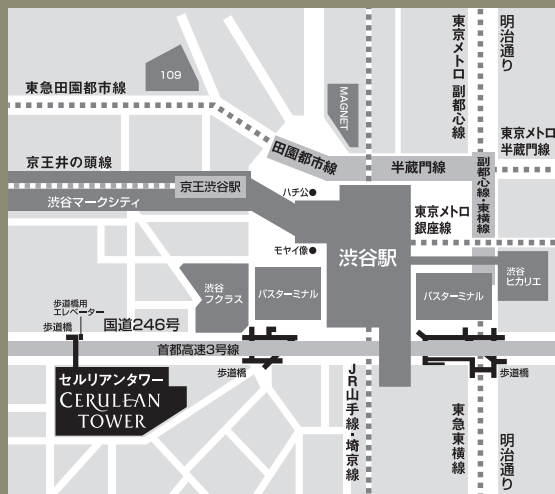 明治通り
東京メトロ 副都心線
109
東急田園都市線
MAGNET
東京メトロ
半蔵門線
田園都市線
半蔵門線
京王井の頭線
副都心線・東横線
京王渋谷駅
ハチ公
渋谷マークシティ
東京メトロ
銀座線
モヤイ像
渋谷駅
渋谷
フクラス
バスターミナル
バスターミナル
渋谷
ヒカリエ
歩道橋用
エレベーター
歩道橋
国道246号
首都高速3号線
歩道橋
歩道橋
セルリアンタワー
CERULEAN
TOWER
JR山手線・埼京線
東急東横線
明治通り